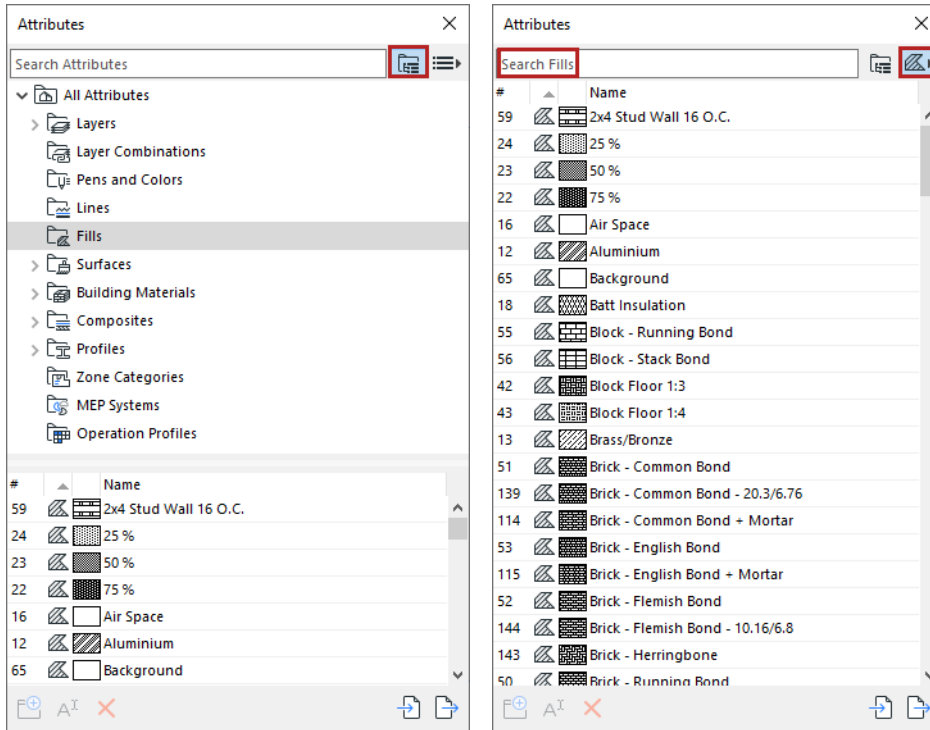 Attributes
Search Attributes
All Attributes
Layers
Layer Combinations
Pens and Colors
Lines
Fills
Surfaces
Building Materials
Composites
Profiles
Zone Categories
MEP Systems
Operation Profiles
# Name
59 2x4 Stud Wall 16 O.C.
24 25 %
23 50 %
22 75 %
16 Air Space
12 Aluminium
65 Background
Attributes
Search Fills
# Name
59 2x4 Stud Wall 16 O.C.
24 25 %
23 50 %
22 75 %
16 Air Space
12 Aluminium
65 Background
18 Batt Insulation
55 Block - Running Bond
56 Block - Stack Bond
42 Block Floor 1:3
43 Block Floor 1:4
13 Brass/Bronze
51 Brick - Common Bond
139 Brick - Common Bond - 20.3/6.76
114 Brick - Common Bond + Mortar
53 Brick - English Bond
115 Brick - English Bond + Mortar
52 Brick - Flemish Bond
144 Brick - Flemish Bond - 10.16/6.8
143 Brick - Herringbone
50 Brick - Running Bond